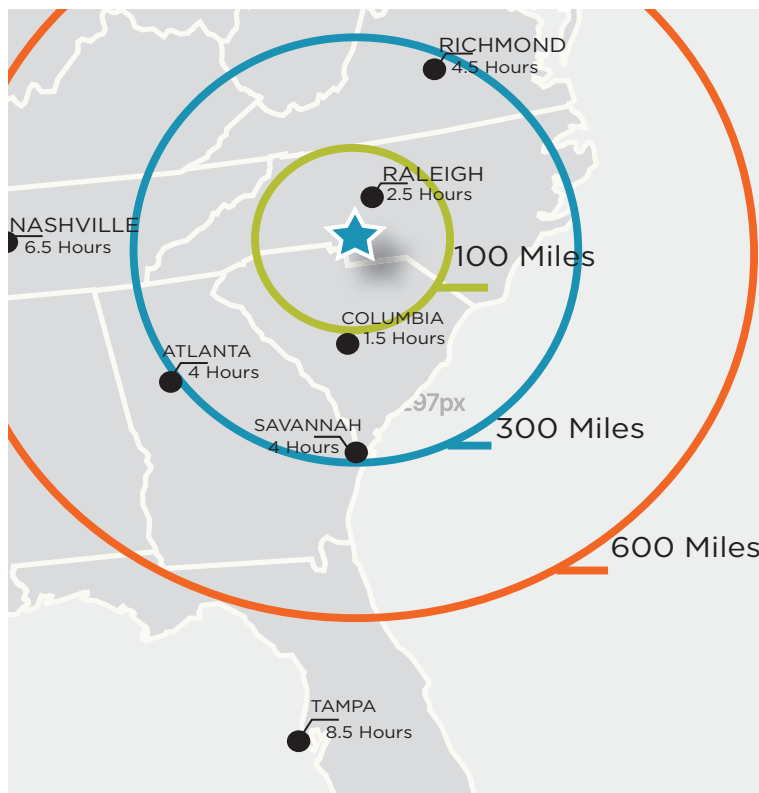 RICHMOND
4.5 Hours
RALEIGH
2.5 Hours
NASHVILLE
6.5 Hours
100 Miles
COLUMBIA
1.5 Hours
ATLANTA
4 Hours
97px
SAVANNAH
4 Hours
300 Miles
600 Miles
TAMPA
8.5 Hours